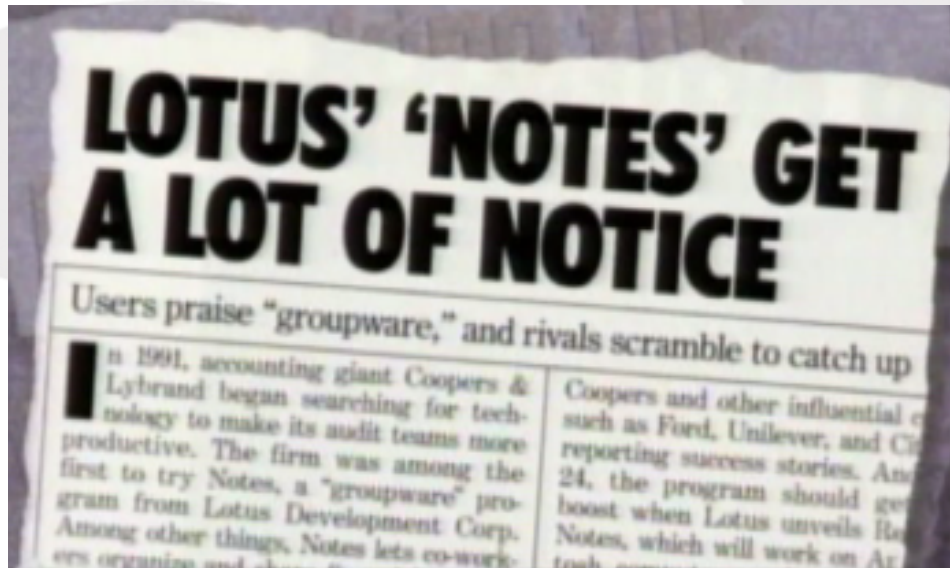 LOTUS' 'NOTES' GET
A LOT OF NOTICE
Users praise “groupware,” and rivals scramble to catch up
In 1991, accounting giant Coopers &
Lybrand began searching for tech-
nology to make its audit teams more
productive. The firm was among the
first to try Notes, a “groupware” pro-
gram from Lotus Development Corp.
Among other things, Notes lets co-work-
ers organize and
Coopers and other influential
such as Ford, Unilever, and
reporting success stories.
24, the program should
boost when Lotus unveils
Notes, which will work on